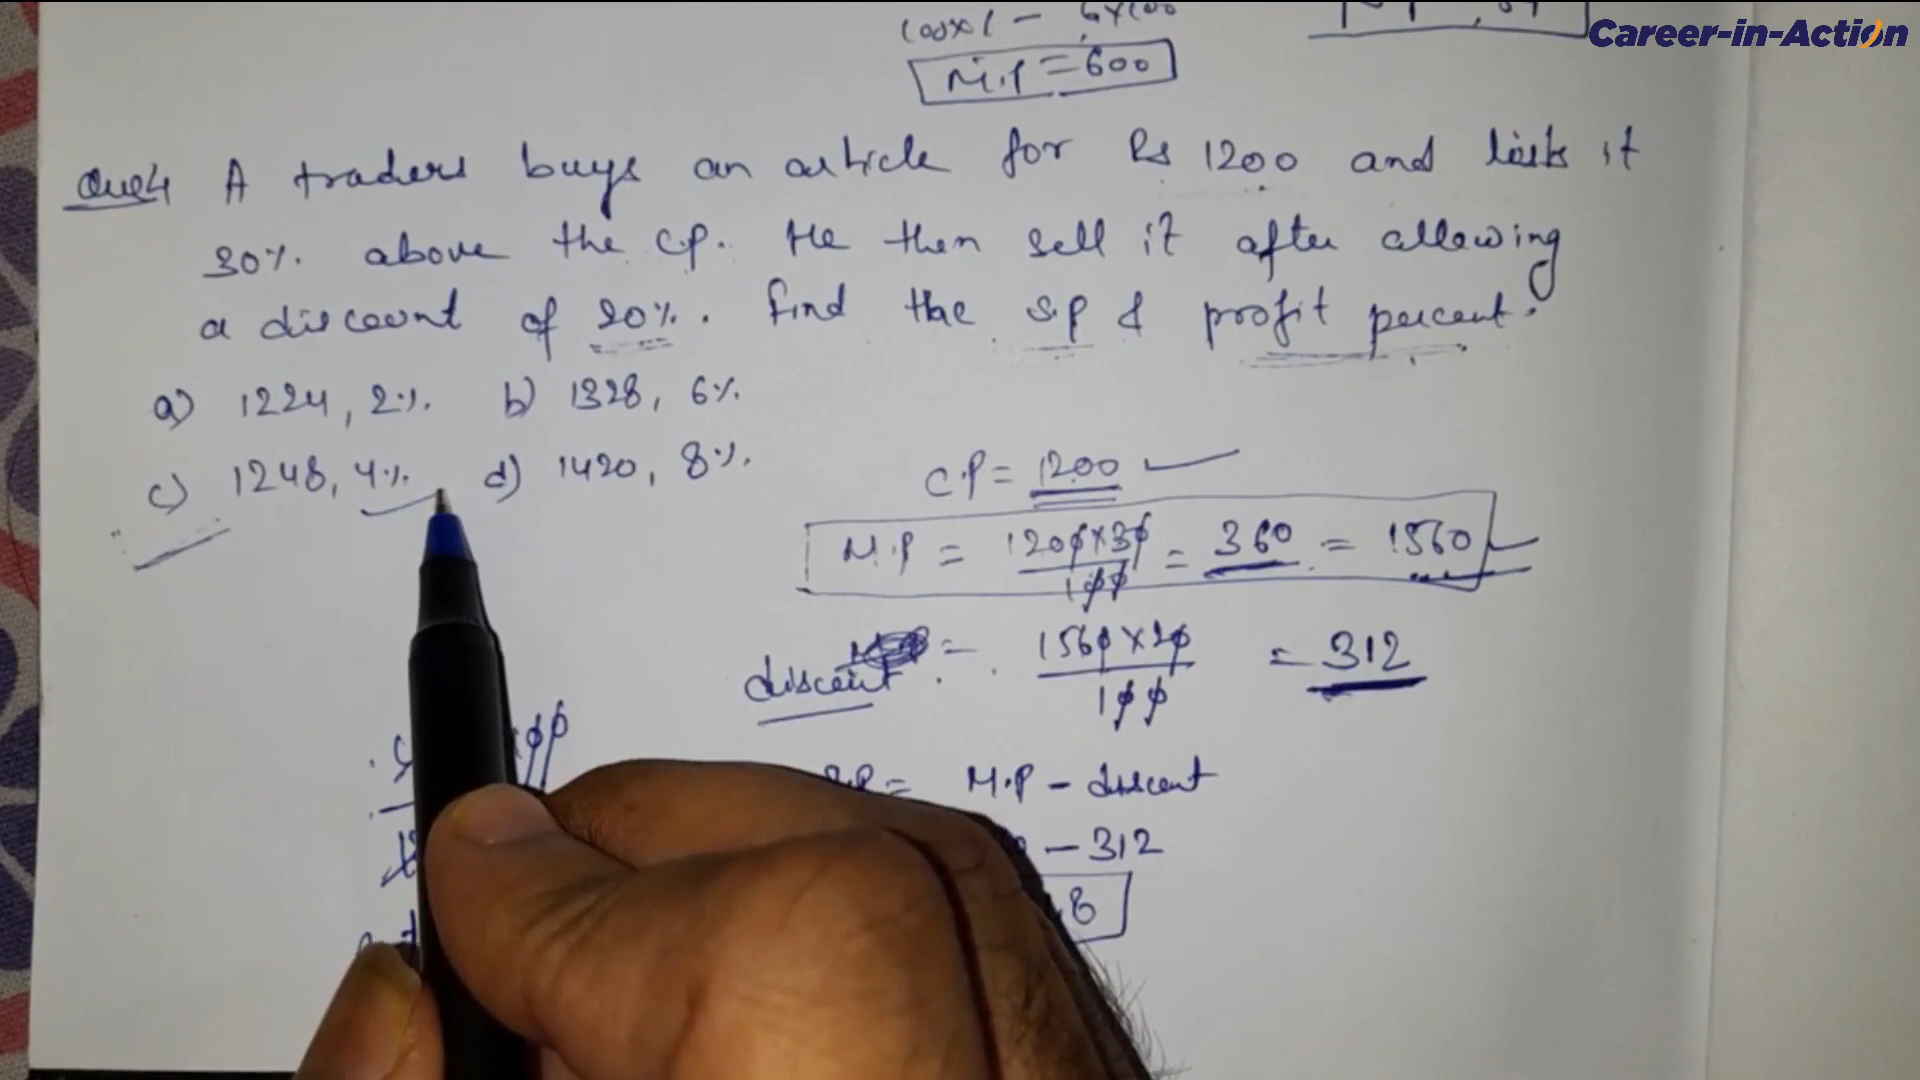 Career-in-Action
M.P = 600
Que4 A traders buys an article for Rs 1200 and lists it
30% above the C.P. He then sell it after allowing
a discount of 20%. Find the S.P & profit percent.
a) 1224, 2% b) 1328, 6%
c) 1248, 4% d) 1420, 8%
C.P = 1200
M.P = 1200×30 = 360 = 1560
100
discount = 1560×20 = 312
100
P = M.P - discount
- 312
8